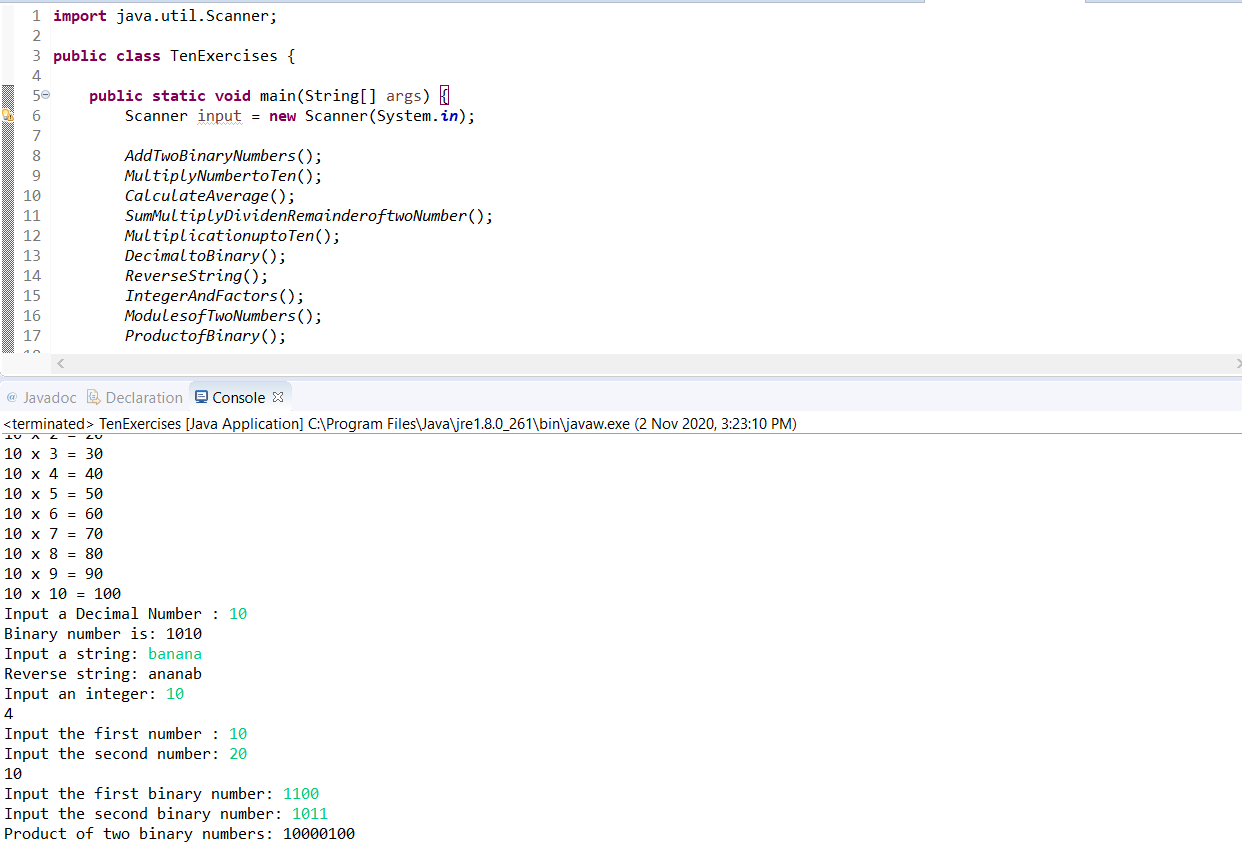 1 import java.util.Scanner;
2
3 public class TenExercises {
4
5 public static void main(String[] args) {
6 Scanner input = new Scanner(System.in);
7
8 AddTwoBinaryNumbers();
9 MultiplyNumbertoTen();
10 CalculateAverage();
11 SumMultiplyDividenRemainderoftwoNumber();
12 MultiplicationuptoTen();
13 DecimaltoBinary();
14 ReverseString();
15 IntegerAndFactors();
16 ModulesofTwoNumbers();
17 ProductofBinary();
@ Javadoc Declaration Console
<terminated> TenExercises [Java Application] C:\Program Files\Java\jre1.8.0_261\bin\javaw.exe (2 Nov 2020, 3:23:10 PM)
10 x 2 = 20
10 x 3 = 30
10 x 4 = 40
10 x 5 = 50
10 x 6 = 60
10 x 7 = 70
10 x 8 = 80
10 x 9 = 90
10 x 10 = 100
Input a Decimal Number : 10
Binary number is: 1010
Input a string: banana
Reverse string: ananab
Input an integer: 10
4
Input the first number : 10
Input the second number: 20
10
Input the first binary number: 1100
Input the second binary number: 1011
Product of two binary numbers: 10000100